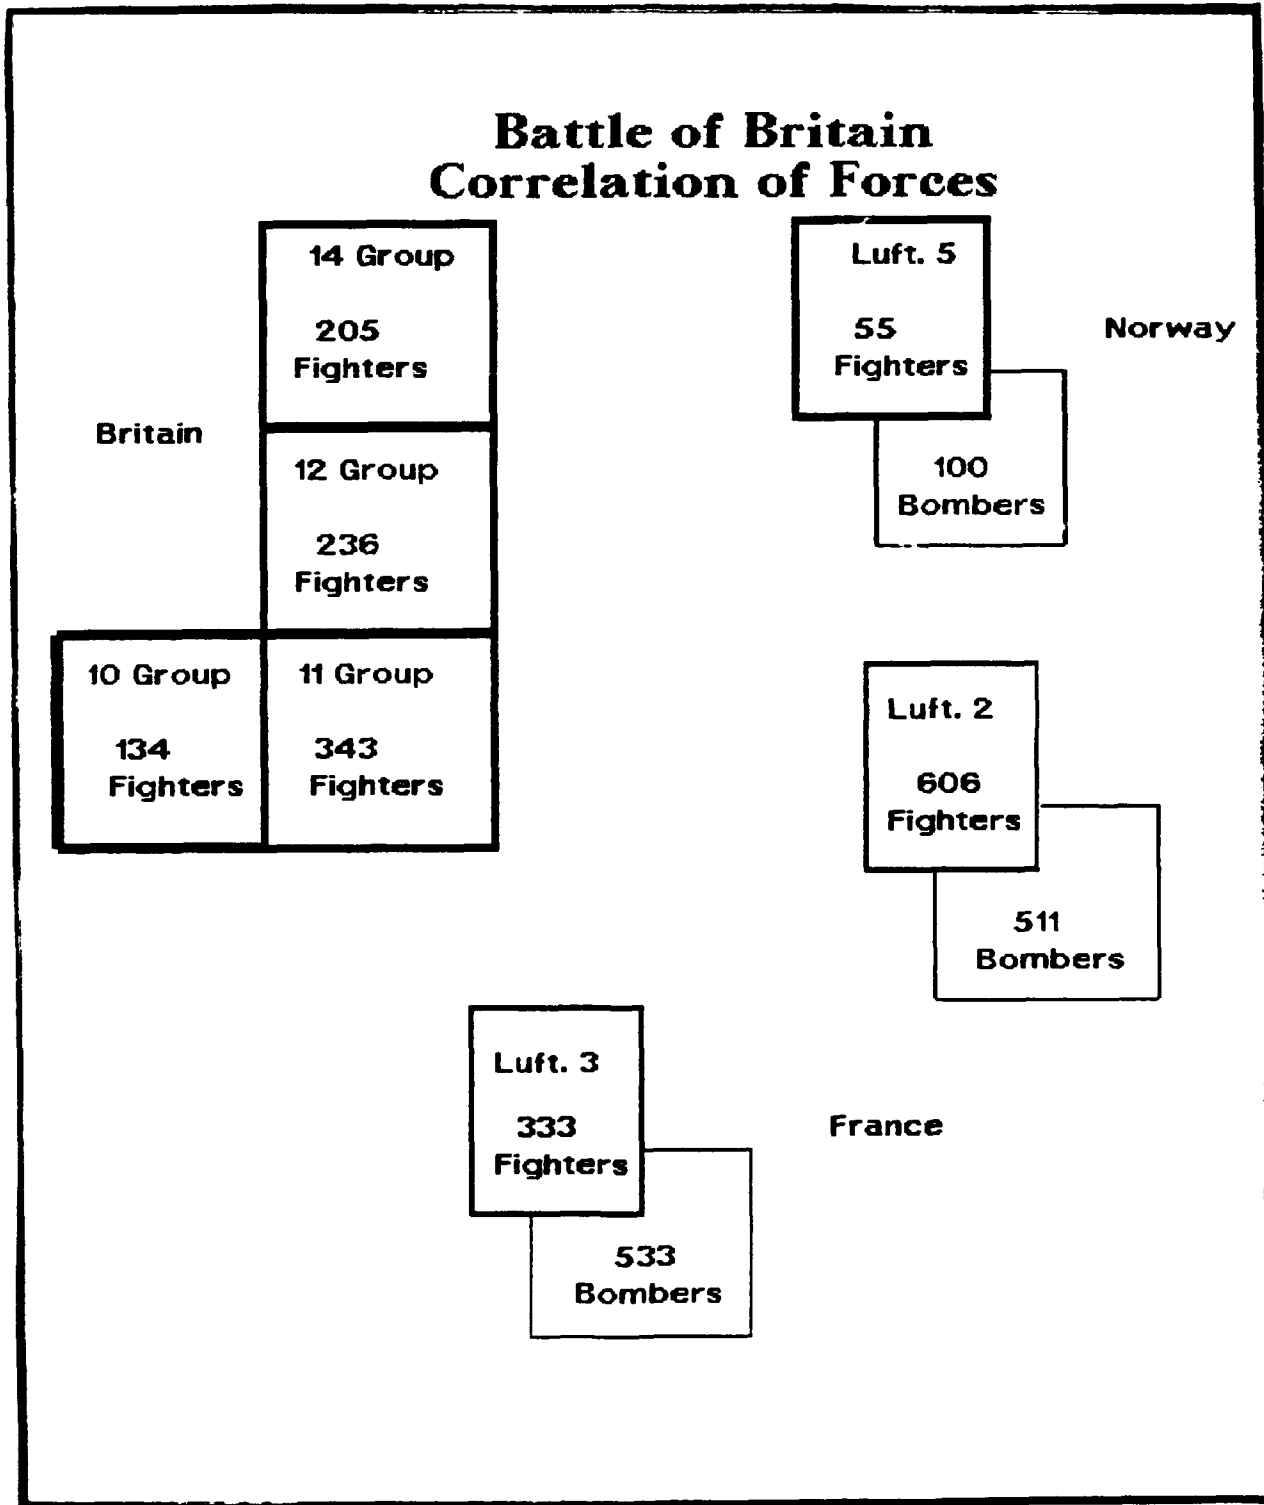 Battle of Britain
Correlation of Forces
14 Group
205
Fighters
Britain
12 Group
236
Fighters
10 Group
134
Fighters
11 Group
343
Fighters
Luft. 5
55
Fighters
Norway
100
Bombers
Luft. 2
606
Fighters
511
Bombers
Luft. 3
333
Fighters
France
533
Bombers